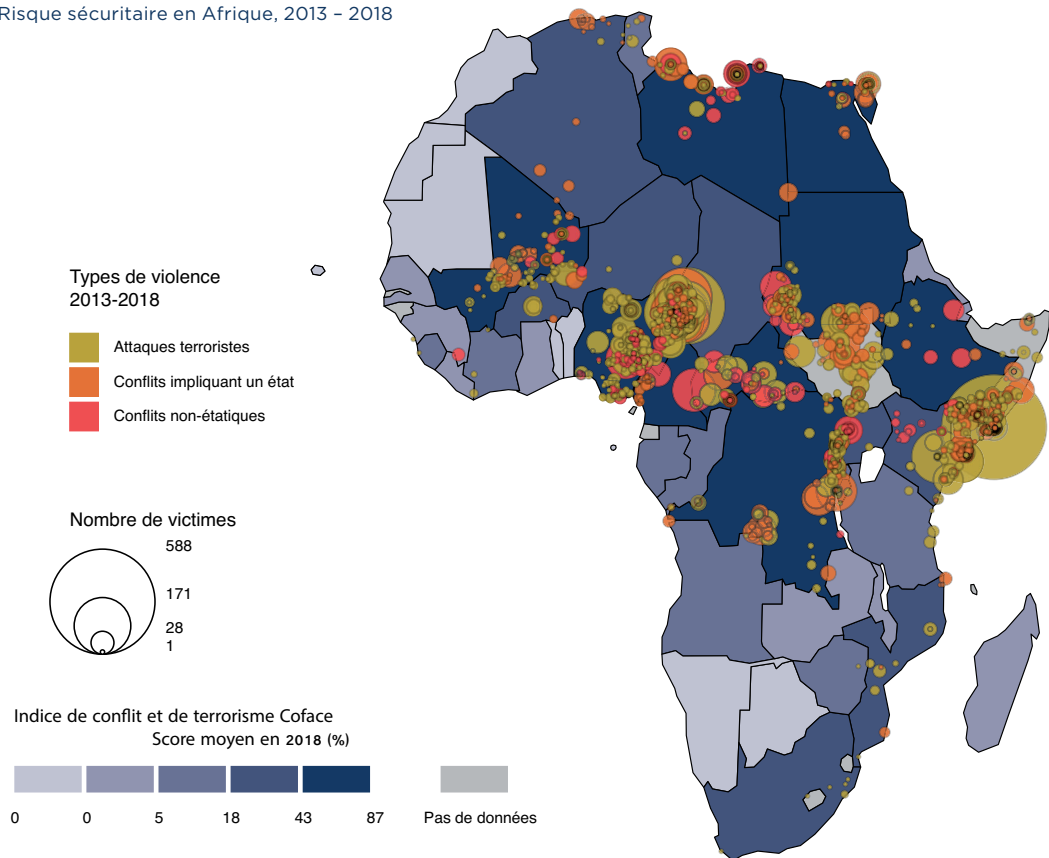 Risque sécuritaire en Afrique, 2013 – 2018
Types de violence
2013-2018
Attaques terroristes
Conflits impliquant un état
Conflits non-étatiques
Nombre de victimes
588
171
28
1
Indice de conflit et de terrorisme Coface
Score moyen en 2018 (%)
0 0 5 18 43 87 Pas de données